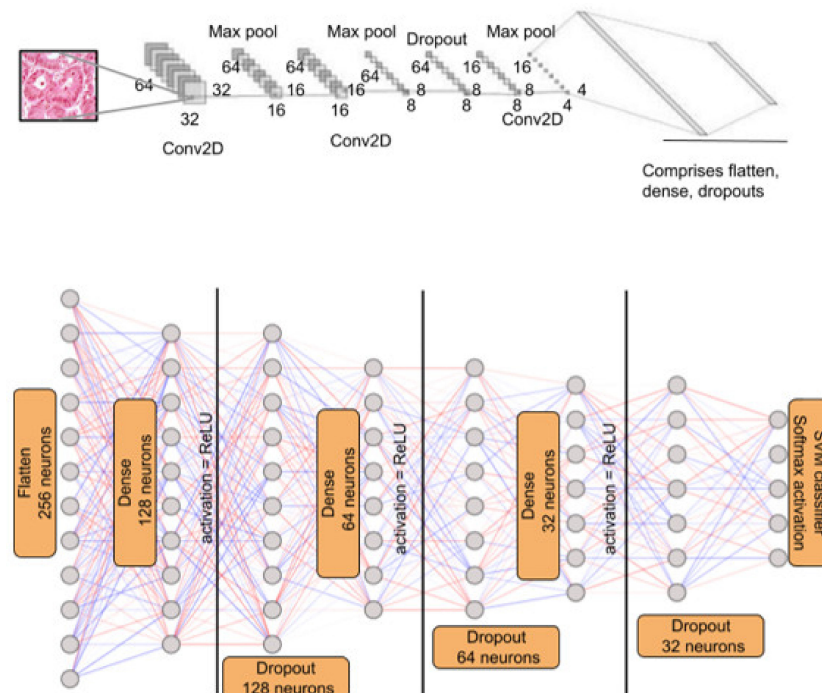 Max pool
Max pool
Max pool
Dropout
64
64
64
64
64
16
16
32
32
16
16
16
16
8
8
8
8
8
8
4
4
Conv2D
Conv2D
Conv2D
Comprises flatten,
dense, dropouts
Flatten
256 neurons
Dense
128 neurons
activation = ReLU
Dropout
128 neurons
Dense
64 neurons
activation = ReLU
Dropout
64 neurons
Dense
32 neurons
activation = ReLU
Dropout
32 neurons
SVM classifier
Softmax activation